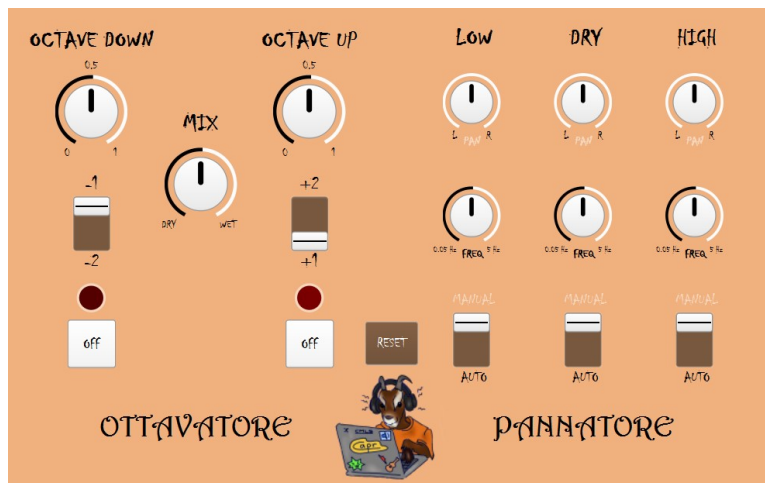 OCTAVE DOWN
0.5
0 1
-1
-2
off
MIX
DRY WET
OCTAVE UP
0.5
0 1
+2
+1
off
RESET
OTTAVATORE
LOW DRY HIGH
L PAN R L PAN R L PAN R
0.05 Hz FREQ 5 Hz 0.05 Hz FREQ 5 Hz 0.05 Hz FREQ 5 Hz
MANUAL MANUAL MANUAL
AUTO AUTO AUTO
PANNATORE
capr